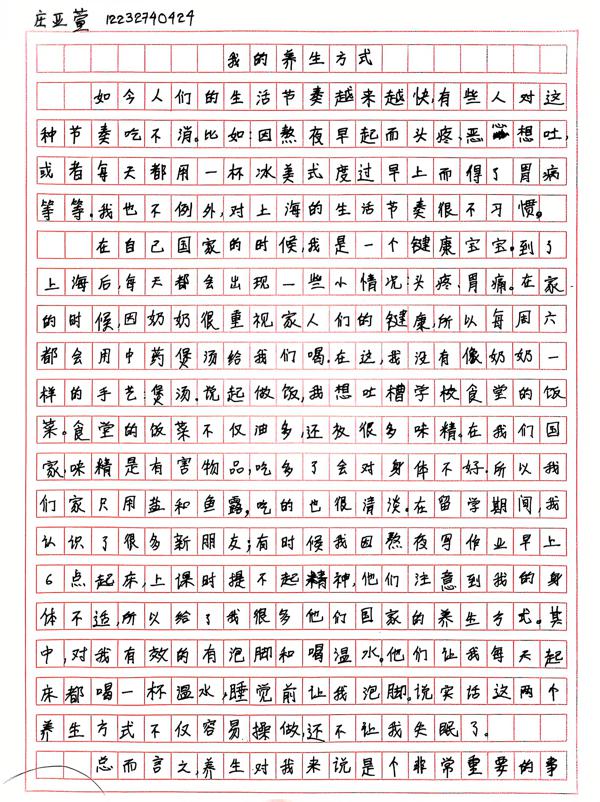 庄亚萱 12232740424
我的养生方式
如今人们的生活节奏越来越快,有些人对这
种节奏吃不消.比如:因熬夜早起而头疼、恶想吐,
或者每天都用一杯冰美式度过早上而得了胃病
等等.我也不例外,对上海的生活节奏很不习惯。
在自己国家的时候,我是一个健康宝宝.到了
上海后,每天都会出现一些小情况:头疼、胃痛.在家
的时候,因奶奶很重视家人们的健康,所以每周六
都会用中药煲汤给我们喝.在这,我没有像奶奶一
样的手艺:煲汤.说起做饭,我想吐槽学校食堂的饭
菜。食堂的饭菜不仅油多,还放很多味精.在我们国
家,味精是有害物品,吃多了会对身体不好.所以我
们家只用盐和鱼露,吃的也很清淡.在留学期间,我
认识了很多新朋友;有时候我因熬夜写作业早上
6点起床,上课时提不起精神,他们注意到我的身
体不适,所以给了我很多他们国家的养生方式.其
中,对我有效的有泡脚和喝温水.他们让我每天起
床都喝一杯温水,睡觉前让我泡脚.说实话这两个
养生方式不仅容易操做,还不让我失眠了。
总而言之,养生对我来说是个非常重要的事